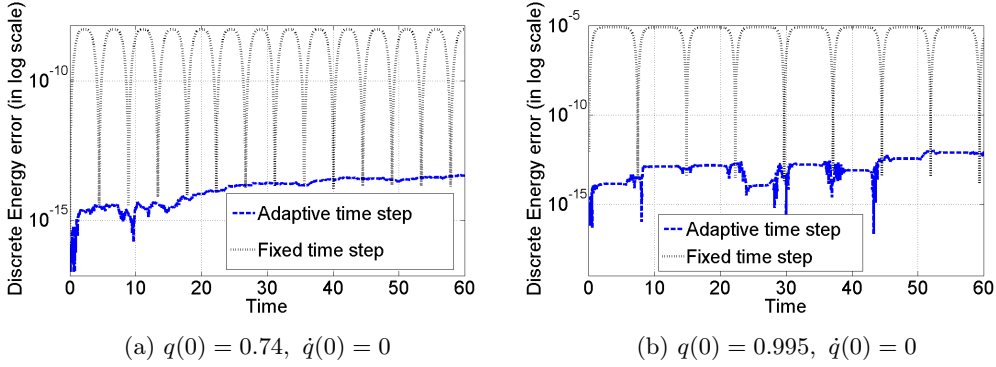 Discrete Energy error (in log scale)
10^-10
10^-15
0 10 20 30 40 50 60
Time
Adaptive time step
Fixed time step
(a) q(0) = 0.74, q̇(0) = 0
Discrete Energy error (in log scale)
10^-5
10^-10
10^-15
0 10 20 30 40 50 60
Time
Adaptive time step
Fixed time step
(b) q(0) = 0.995, q̇(0) = 0